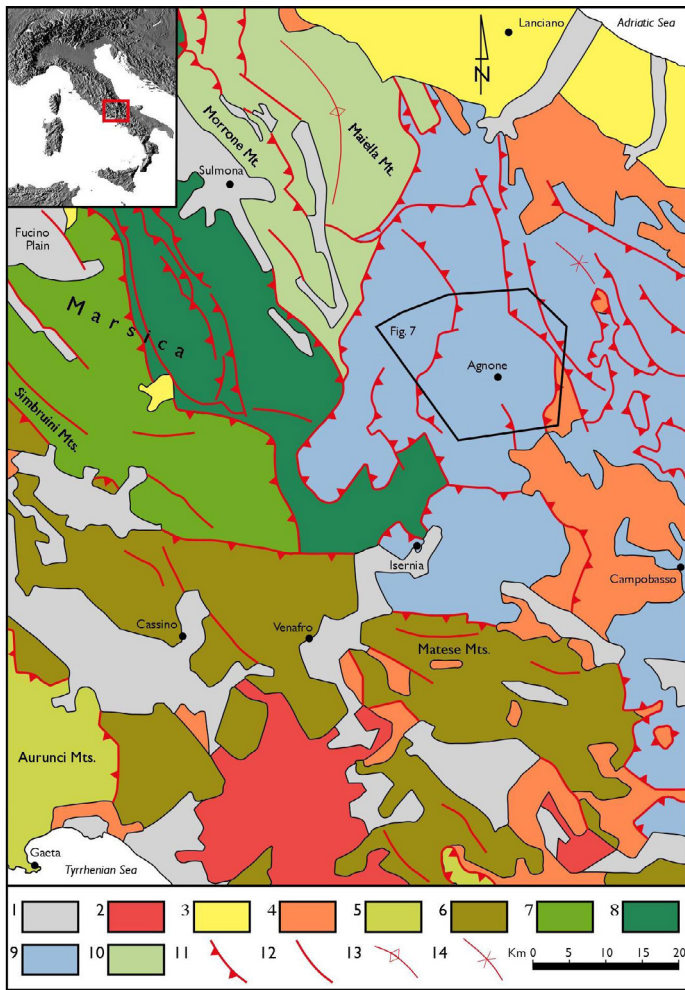 Lanciano
Adriatic Sea
N
Morrone Mt.
Maiella Mt.
Sulmona
Fucino
Plain
Marsica
Fig. 7
Agnone
Simbruini Mts.
Isernia
Campobasso
Cassino
Venafro
Matese Mts.
Aurunci Mts.
Gaeta
Tyrrhenian Sea
1 2 3 4 5 6 7 8
9 10 11 12 13 14 Km 0 5 10 15 20